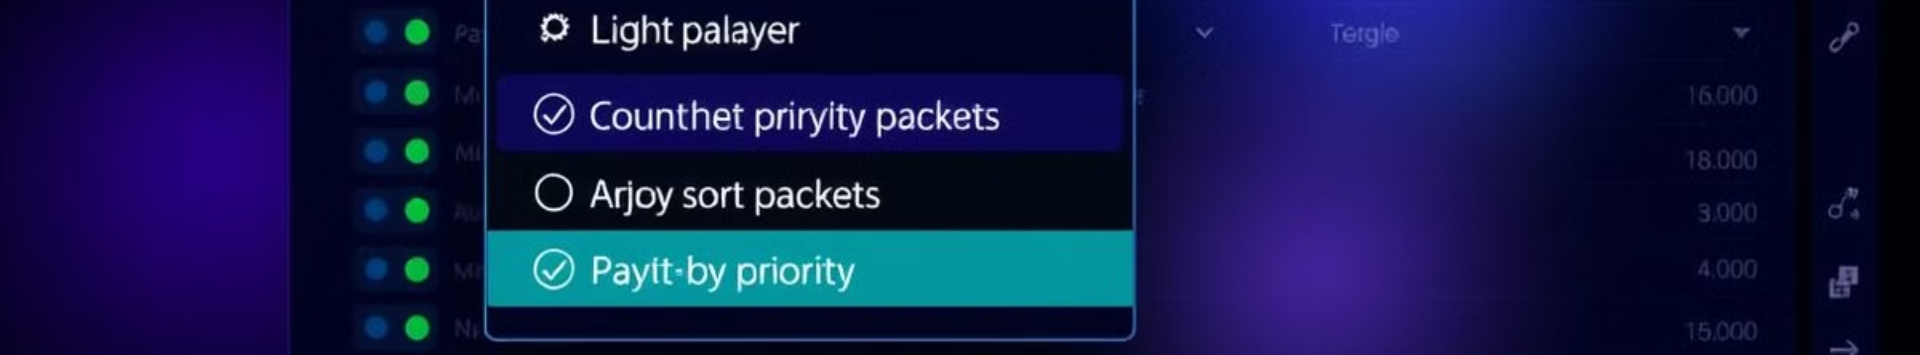 Light palayer
Tergle
Counthet priryity packets
16.000
18.000
Arjoy sort packets
3.000
Payit-by priority
4.000
15.000